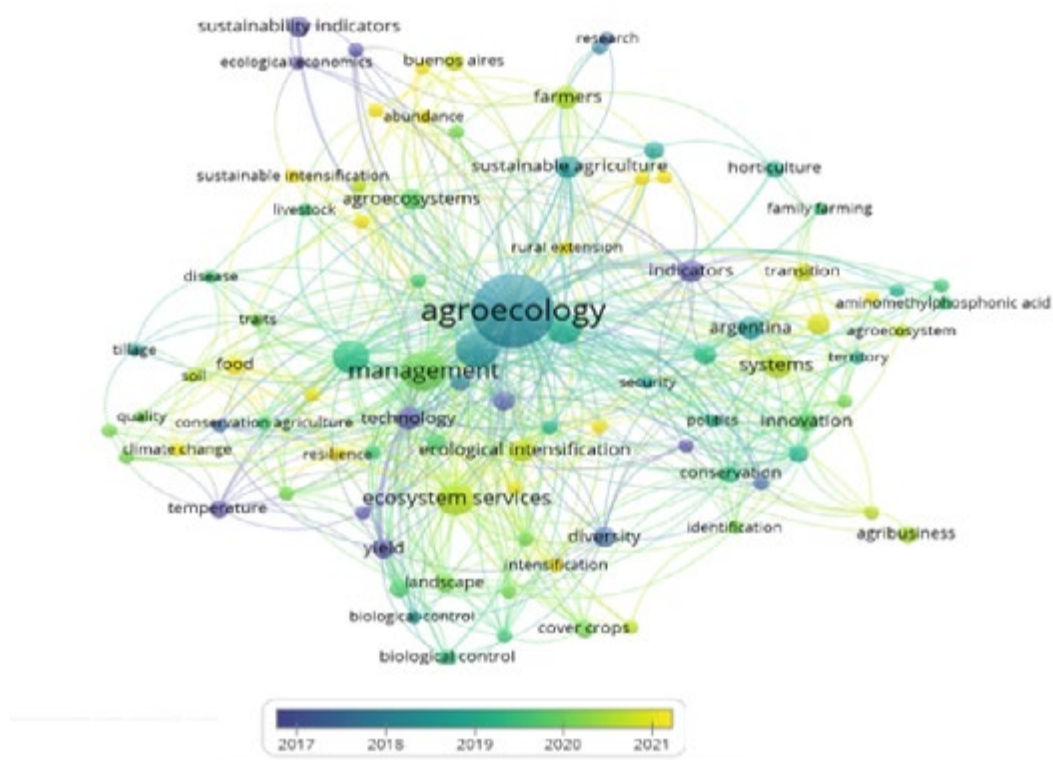 sustainability indicators
research
ecological economics
buenos aires
farmers
abundance
sustainable agriculture
horticulture
sustainable intensification
agroecosystems
livestock
family farming
rural extension
indicators
transition
disease
aminomethylphosphonic acid
agroecology
traits
argentina
agroecosystem
tillage
territory
food
systems
management
soil
security
quality
conservation agriculture
technology
politics
innovation
climate change
resilience
ecological intensification
conservation
ecosystem services
temperature
identification
agribusiness
diversity
yield
intensification
landscape
biological-control
cover crops
biological control
2017
2018
2019
2020
2021